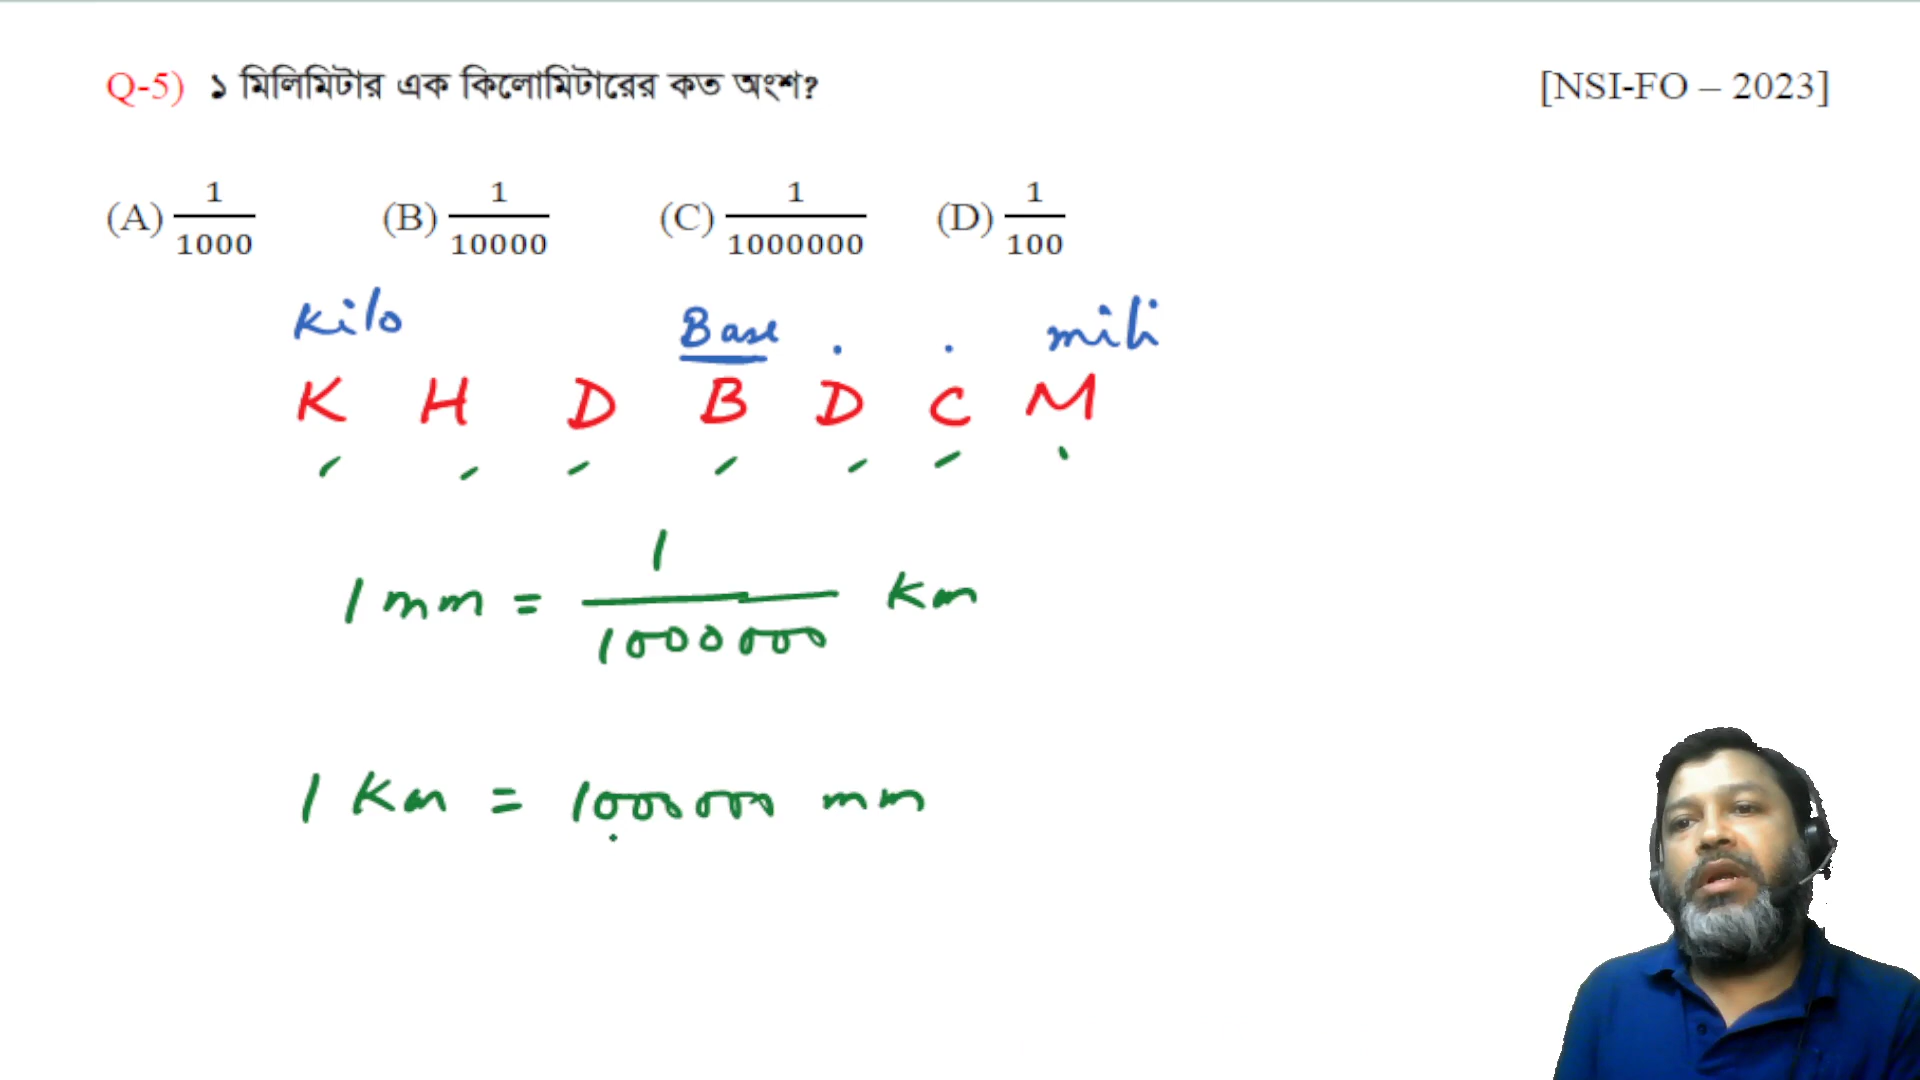 Q-5) ১ মিলিমিটার এক কিলোমিটারের কত অংশ? [NSI-FO – 2023]
(A) 1/1000 (B) 1/10000 (C) 1/1000000 (D) 1/100
Kilo Base . . mili
K H D B D C M
1 mm = 1/1000000 Km
1 Km = 1000000 mm